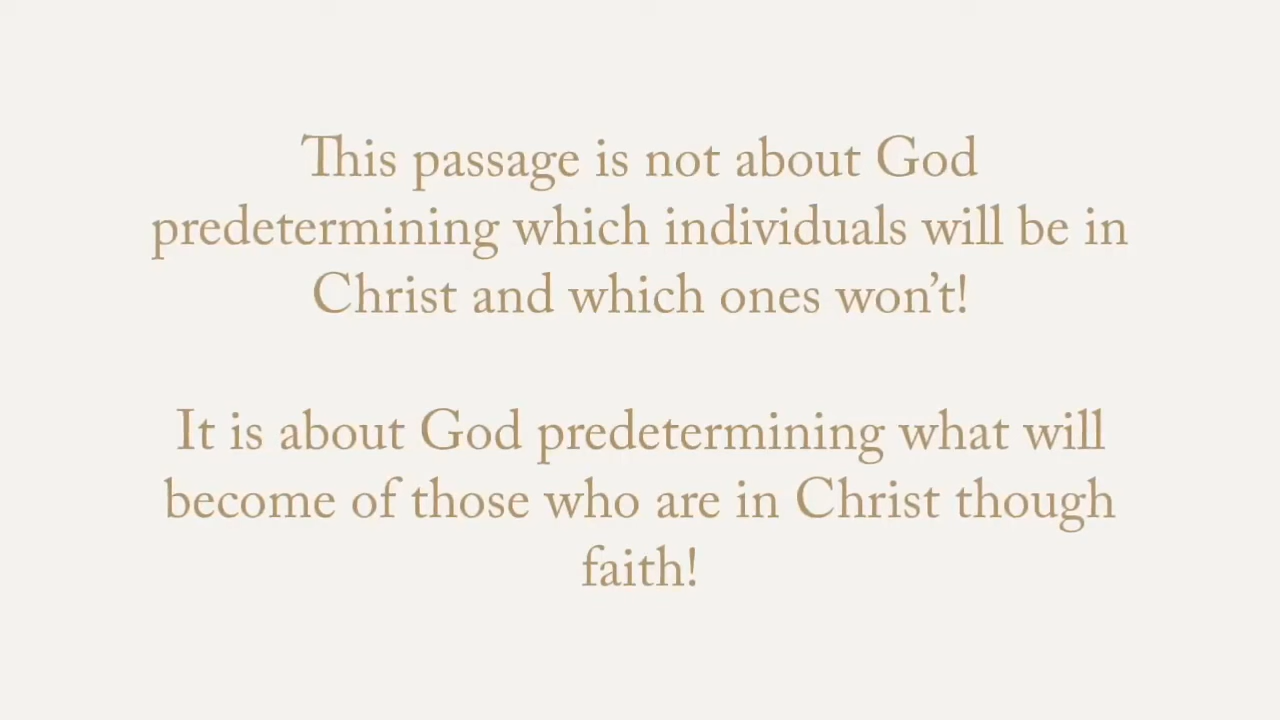 This passage is not about God
predetermining which individuals will be in
Christ and which ones won’t!
It is about God predetermining what will
become of those who are in Christ though
faith!